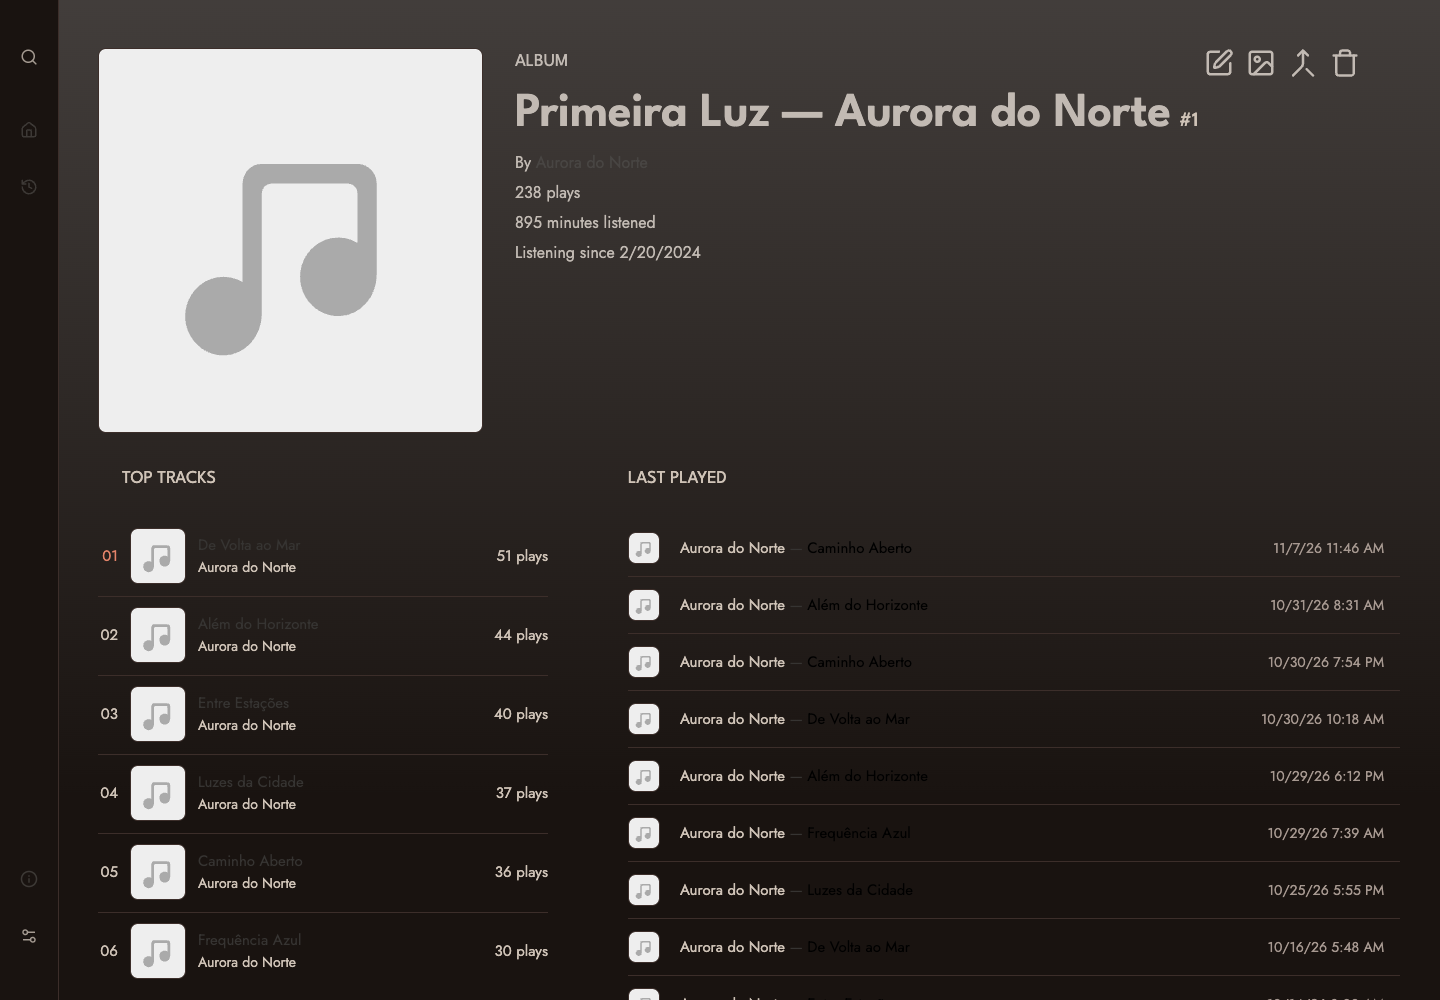 ALBUM
Primeira Luz — Aurora do Norte #1
By Aurora do Norte
238 plays
895 minutes listened
Listening since 2/20/2024
TOP TRACKS
01 De Volta ao Mar
Aurora do Norte
51 plays
02 Além do Horizonte
Aurora do Norte
44 plays
03 Entre Estações
Aurora do Norte
40 plays
04 Luzes da Cidade
Aurora do Norte
37 plays
05 Caminho Aberto
Aurora do Norte
36 plays
06 Frequência Azul
Aurora do Norte
30 plays
LAST PLAYED
Aurora do Norte — Caminho Aberto 11/7/26 11:46 AM
Aurora do Norte — Além do Horizonte 10/31/26 8:31 AM
Aurora do Norte — Caminho Aberto 10/30/26 7:54 PM
Aurora do Norte — De Volta ao Mar 10/30/26 10:18 AM
Aurora do Norte — Além do Horizonte 10/29/26 6:12 PM
Aurora do Norte — Frequência Azul 10/29/26 7:39 AM
Aurora do Norte — Luzes da Cidade 10/25/26 5:55 PM
Aurora do Norte — De Volta ao Mar 10/16/26 5:48 AM